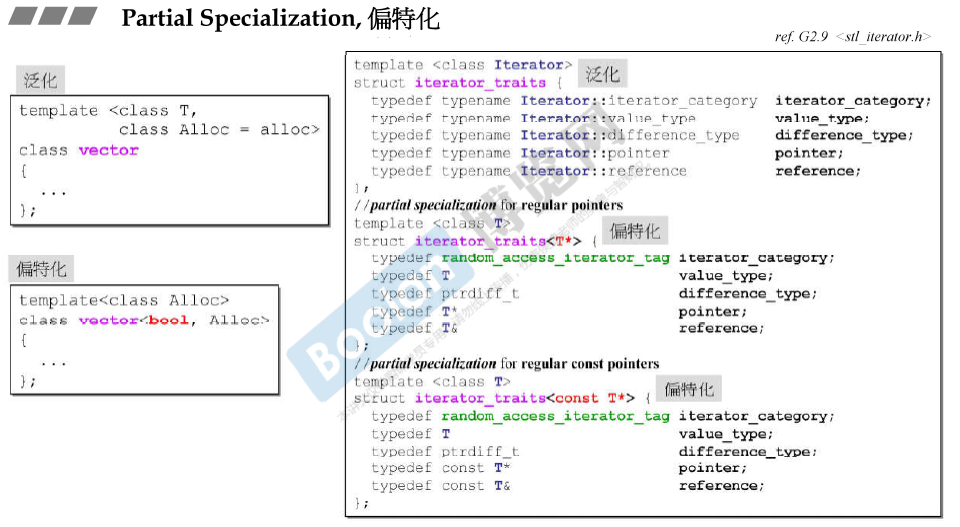 Partial Specialization, 偏特化
ref. G2.9 <stl_iterator.h>
泛化
template <class T,
class Alloc = alloc>
class vector
{
...
};
偏特化
template<class Alloc>
class vector<bool, Alloc>
{
...
};
泛化
template <class Iterator>
struct iterator_traits {
typedef typename Iterator::iterator_category iterator_category;
typedef typename Iterator::value_type value_type;
typedef typename Iterator::difference_type difference_type;
typedef typename Iterator::pointer pointer;
typedef typename Iterator::reference reference;
};
//partial specialization for regular pointers
偏特化
template <class T>
struct iterator_traits<T*> {
typedef random_access_iterator_tag iterator_category;
typedef T value_type;
typedef ptrdiff_t difference_type;
typedef T* pointer;
typedef T& reference;
};
//partial specialization for regular const pointers
偏特化
template <class T>
struct iterator_traits<const T*> {
typedef random_access_iterator_tag iterator_category;
typedef T value_type;
typedef ptrdiff_t difference_type;
typedef const T* pointer;
typedef const T& reference;
};
Boolan
博览网